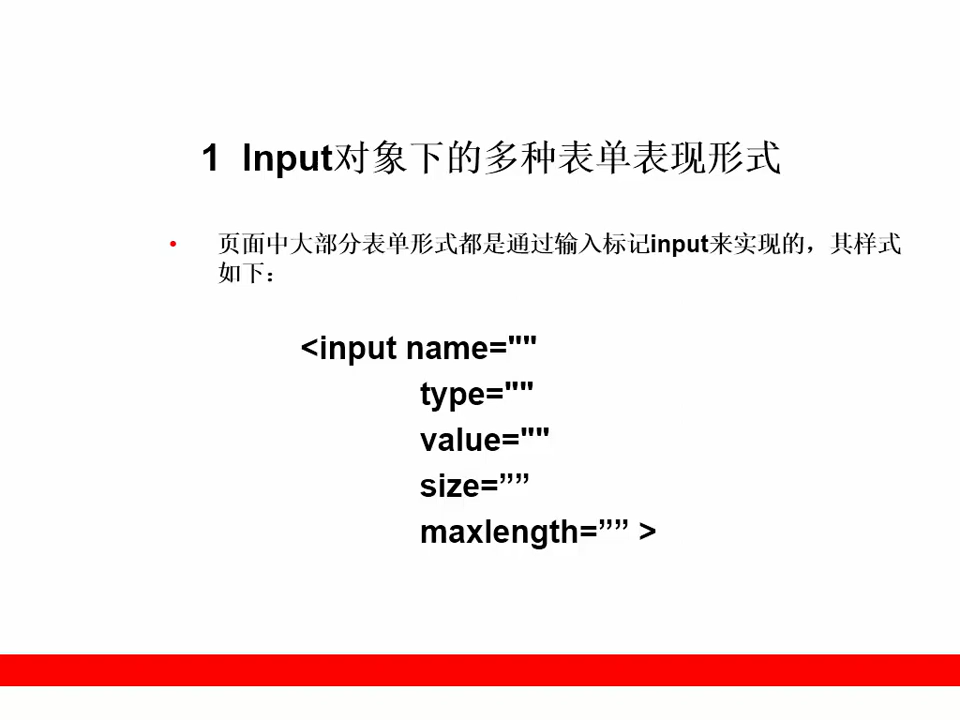 1 Input对象下的多种表单表现形式
• 页面中大部分表单形式都是通过输入标记input来实现的，其样式
如下：
<input name=""
type=""
value=""
size=””
maxlength=”” >